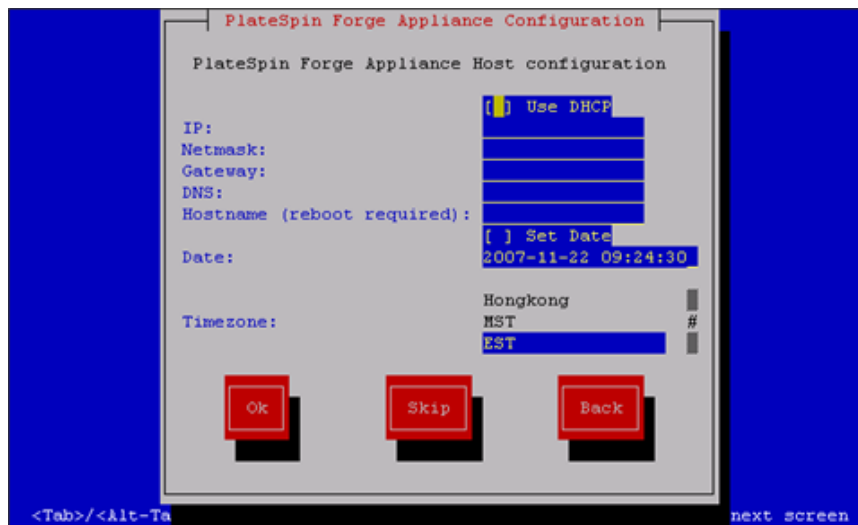 PlateSpin Forge Appliance Configuration
PlateSpin Forge Appliance Host configuration
[ ] Use DHCP
IP:
Netmask:
Gateway:
DNS:
Hostname (reboot required):
[ ] Set Date
Date: 2007-11-22 09:24:30
Hongkong
Timezone: MST #
EST
Ok Skip Back
<Tab>/<Alt-Ta next screen